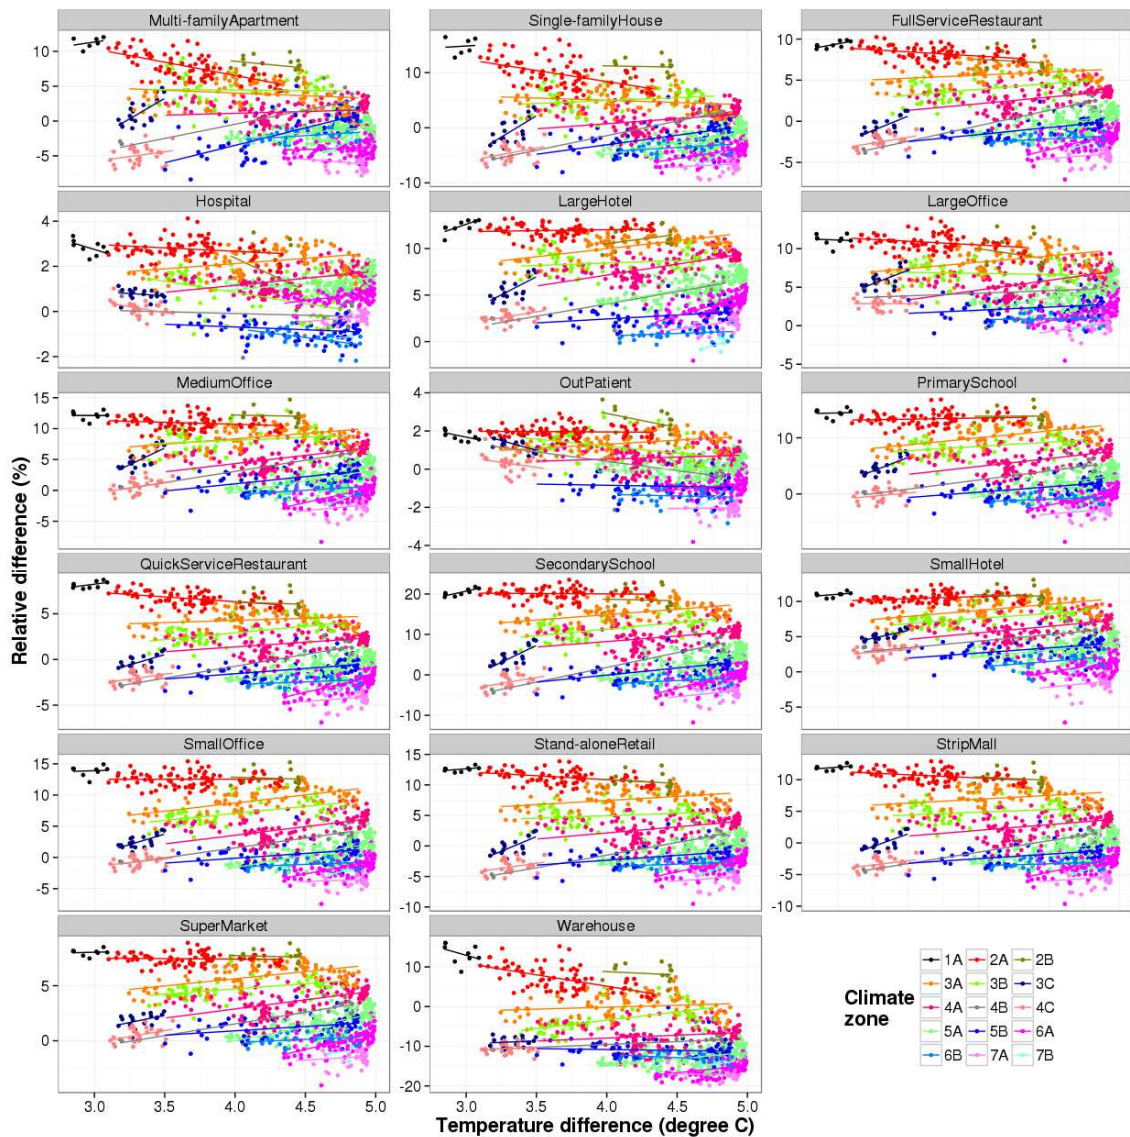 Multi-familyApartment
Single-familyHouse
FullServiceRestaurant
10
5
0
-5
10
0
-10
10
5
0
-5
Hospital
LargeHotel
LargeOffice
4
2
0
-2
10
5
0
10
5
0
-5
MediumOffice
OutPatient
PrimarySchool
15
10
5
0
-5
4
2
0
-2
-4
10
0
QuickServiceRestaurant
SecondarySchool
SmallHotel
5
0
-5
20
10
0
-10
10
5
0
-5
SmallOffice
Stand-aloneRetail
StripMall
15
10
5
0
-5
10
5
0
-5
-10
10
5
0
-5
-10
SuperMarket
Warehouse
5
0
20
10
0
-10
-20
3.0 3.5 4.0 4.5 5.0
3.0 3.5 4.0 4.5 5.0
Relative difference (%)
Temperature difference (degree C)
Climate
zone
1A 2A 2B
3A 3B 3C
4A 4B 4C
5A 5B 6A
6B 7A 7B